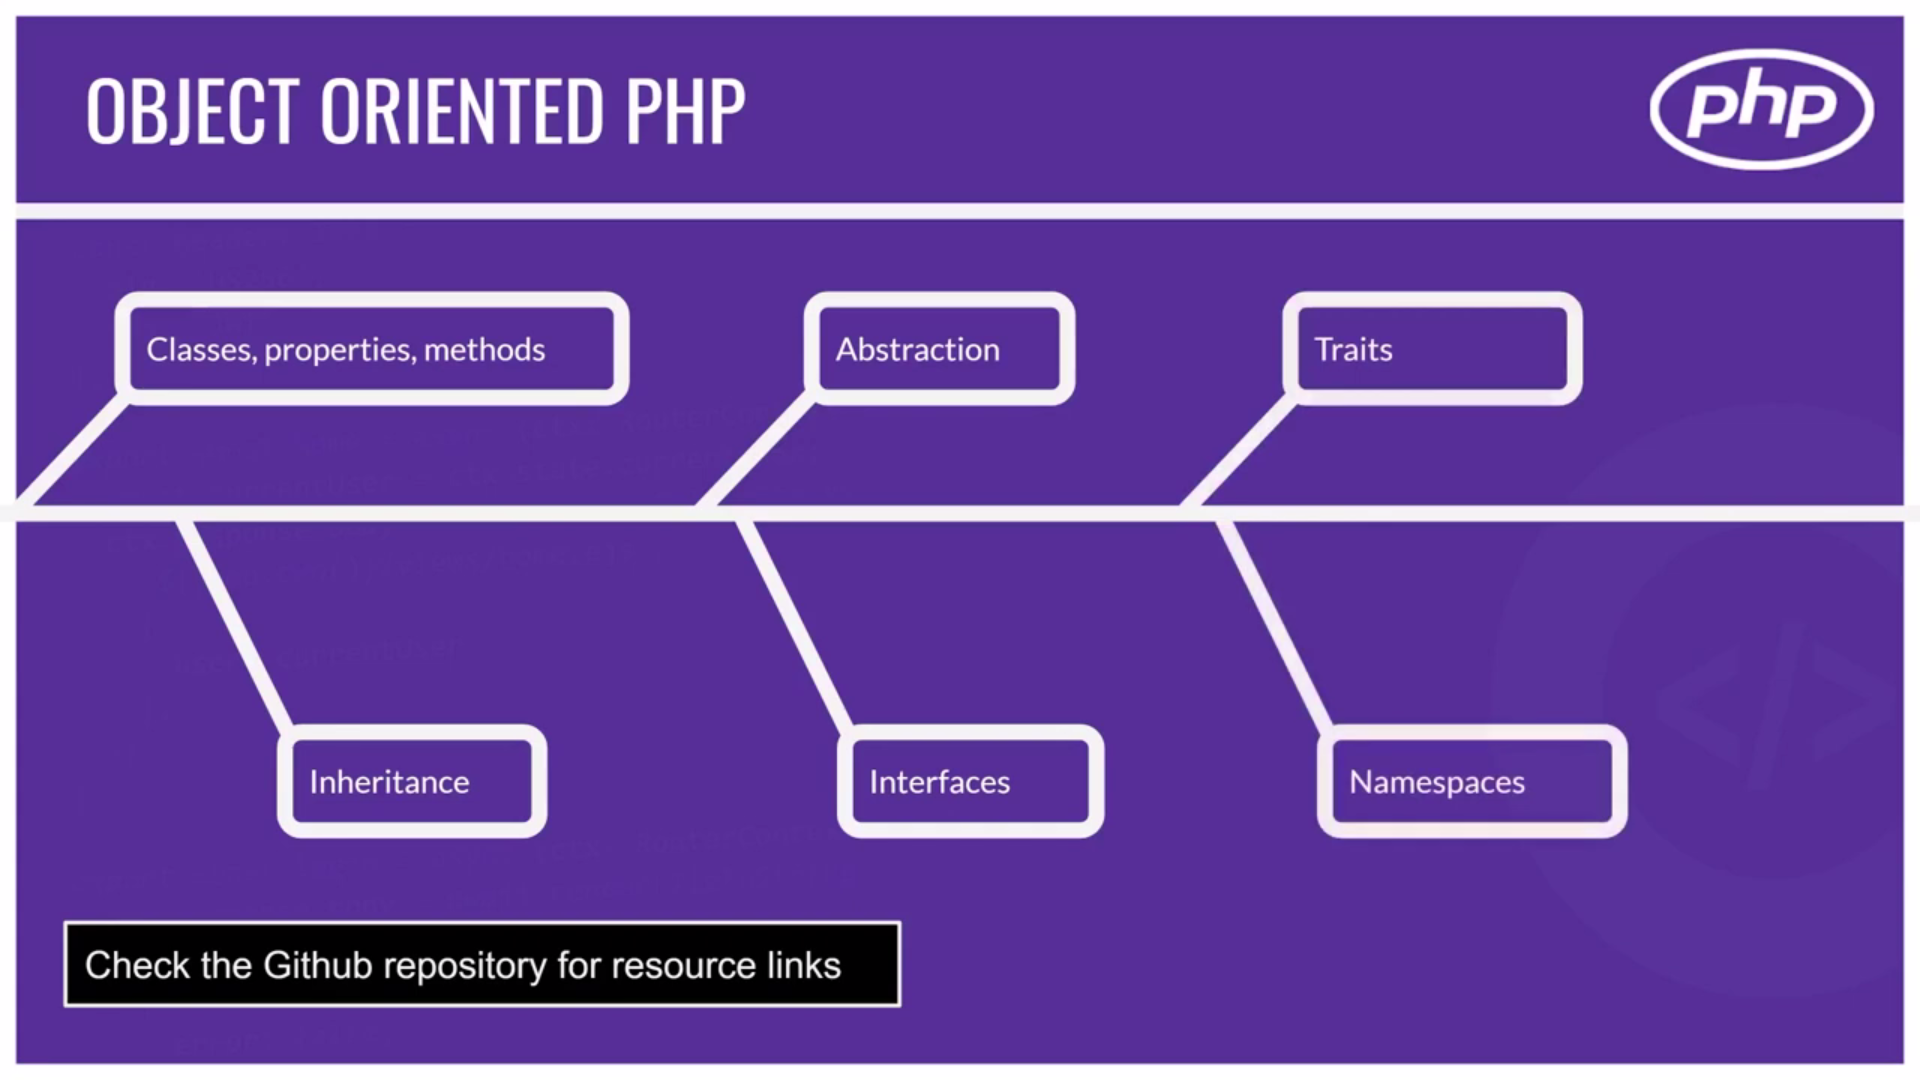 OBJECT ORIENTED PHP
php
Classes, properties, methods
Abstraction
Traits
Inheritance
Interfaces
Namespaces
Check the Github repository for resource links